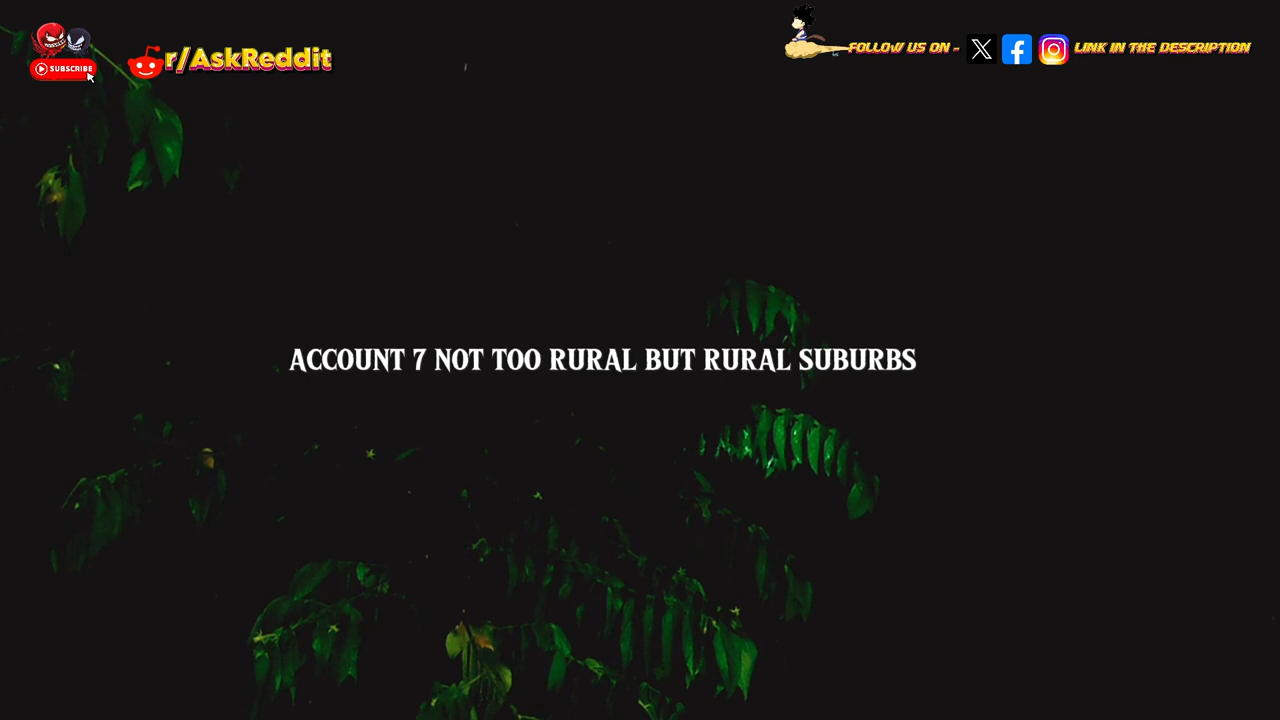 SUBSCRIBE
r/AskReddit
FOLLOW US ON -
LINK IN THE DESCRIPTION
ACCOUNT 7 NOT TOO RURAL BUT RURAL SUBURBS